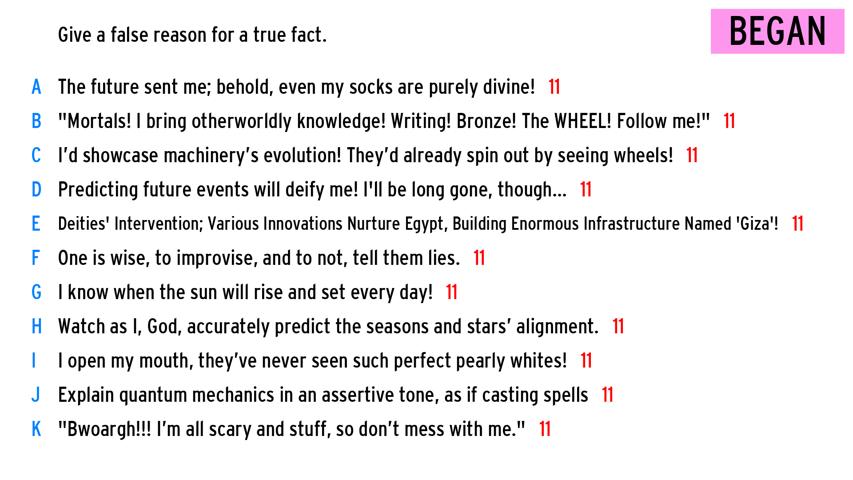 Give a false reason for a true fact.
BEGAN
A The future sent me; behold, even my socks are purely divine! 11
B "Mortals! I bring otherworldly knowledge! Writing! Bronze! The WHEEL! Follow me!" 11
C I'd showcase machinery's evolution! They'd already spin out by seeing wheels! 11
D Predicting future events will deify me! I'll be long gone, though... 11
E Deities' Intervention; Various Innovations Nurture Egypt, Building Enormous Infrastructure Named 'Giza'! 11
F One is wise, to improvise, and to not, tell them lies. 11
G I know when the sun will rise and set every day! 11
H Watch as I, God, accurately predict the seasons and stars’ alignment. 11
I I open my mouth, they’ve never seen such perfect pearly whites! 11
J Explain quantum mechanics in an assertive tone, as if casting spells 11
K "Bwoargh!!! I’m all scary and stuff, so don’t mess with me." 11